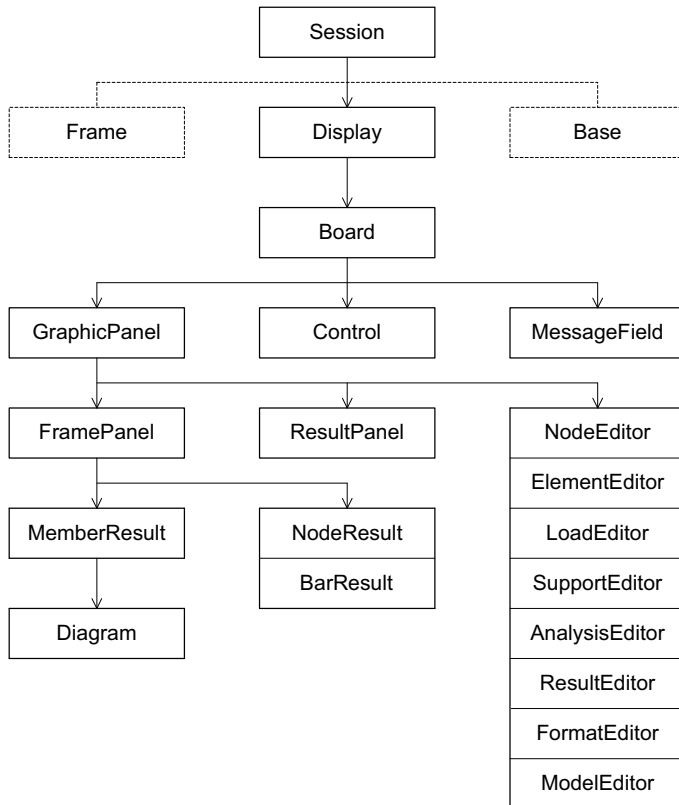 Session
Frame
Display
Base
Board
GraphicPanel
Control
MessageField
FramePanel
ResultPanel
NodeEditor
ElementEditor
MemberResult
NodeResult
LoadEditor
BarResult
SupportEditor
Diagram
AnalysisEditor
ResultEditor
FormatEditor
ModelEditor